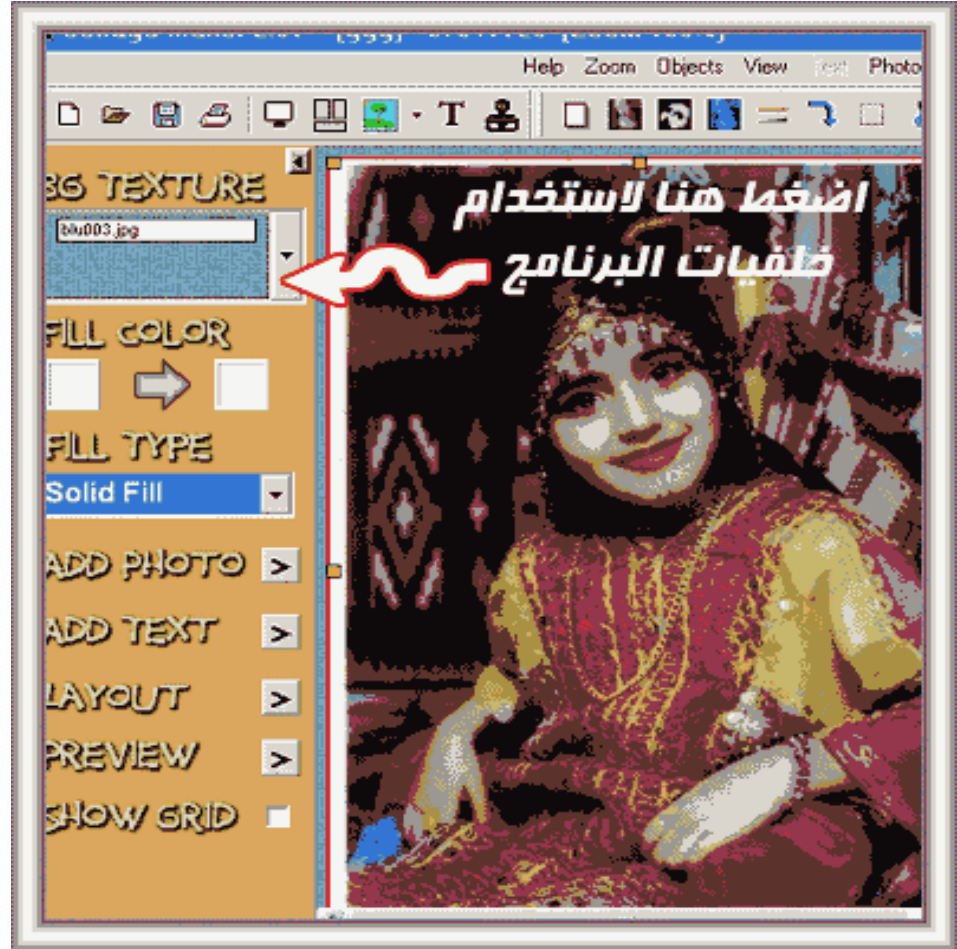 Help Zoom Objects View Text Photo
T
BG TEXTURE
blu003.jpg
FILL COLOR
FILL TYPE
Solid Fill
ADD PHOTO >
ADD TEXT >
LAYOUT >
PREVIEW >
SHOW GRID
اضغط هنا لاستخدام
خلفيات البرنامج